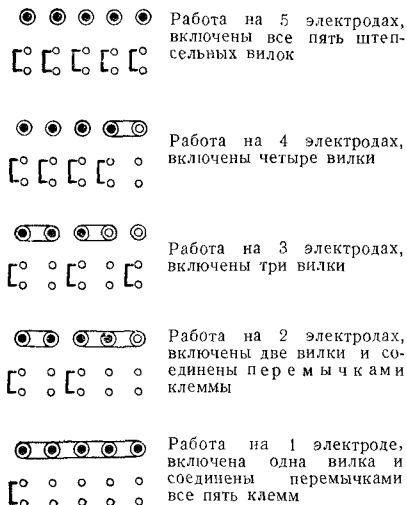 Работа на 5 электродах,
включены все пять штеп-
сельных вилок
Работа на 4 электродах,
включены четыре вилки
Работа на 3 электродах,
включены три вилки
Работа на 2 электродах,
включены две вилки и со-
единены перемычками
клеммы
Работа на 1 электроде,
включена одна вилка и
соединены перемычками
все пять клемм